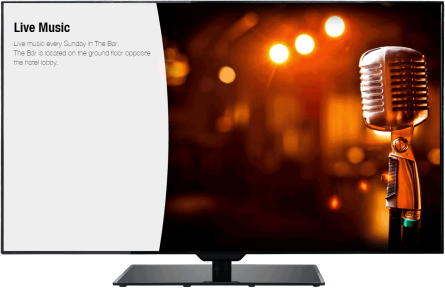 Live Music
Live music every Sunday in The Bar.
The Bar is located on the ground floor opposite
the hotel lobby.